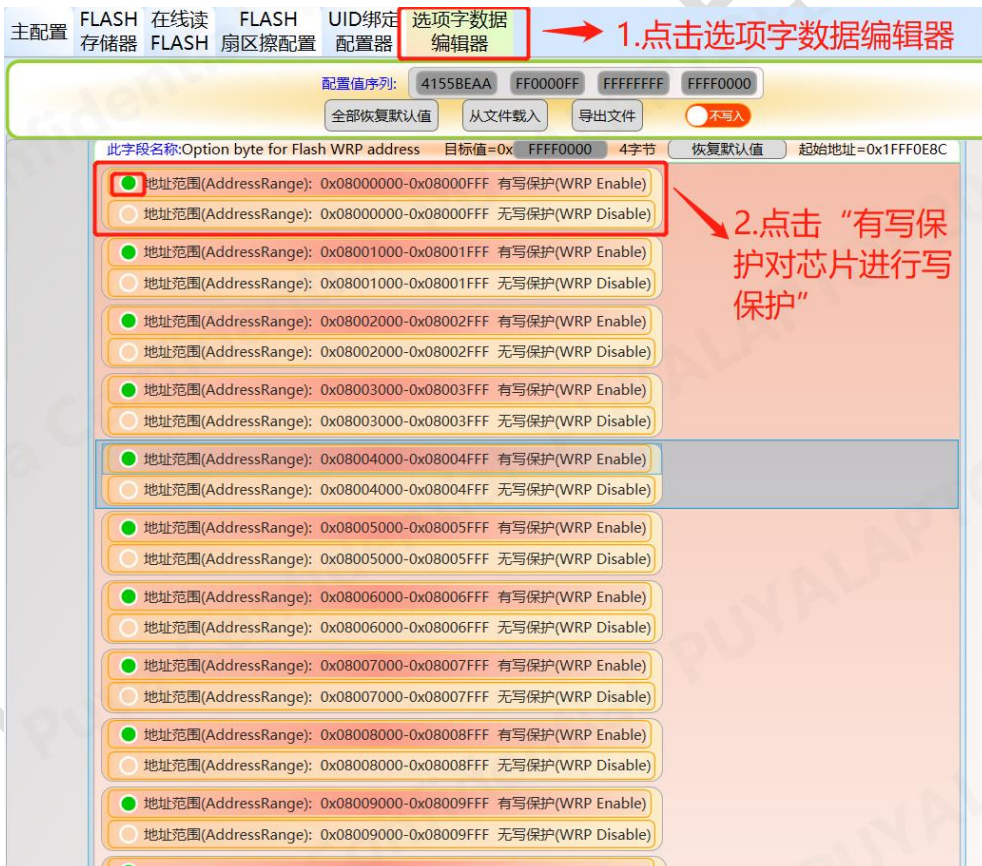 主配置
FLASH
存储器
在线读
FLASH
FLASH
扇区擦配置
UID绑定
配置器
选项字数据
编辑器
1.点击选项字数据编辑器
配置值序列: 4155BEAA FF0000FF FFFFFFFF FFFF0000
全部恢复默认值 从文件载入 导出文件 不写入
此字段名称:Option byte for Flash WRP address 目标值=0x FFFF0000 4字节 恢复默认值 起始地址=0x1FFF0E8C
地址范围(AddressRange): 0x08000000-0x08000FFF 有写保护(WRP Enable)
地址范围(AddressRange): 0x08000000-0x08000FFF 无写保护(WRP Disable)
2.点击“有写保
护对芯片进行写
保护”
地址范围(AddressRange): 0x08001000-0x08001FFF 有写保护(WRP Enable)
地址范围(AddressRange): 0x08001000-0x08001FFF 无写保护(WRP Disable)
地址范围(AddressRange): 0x08002000-0x08002FFF 有写保护(WRP Enable)
地址范围(AddressRange): 0x08002000-0x08002FFF 无写保护(WRP Disable)
地址范围(AddressRange): 0x08003000-0x08003FFF 有写保护(WRP Enable)
地址范围(AddressRange): 0x08003000-0x08003FFF 无写保护(WRP Disable)
地址范围(AddressRange): 0x08004000-0x08004FFF 有写保护(WRP Enable)
地址范围(AddressRange): 0x08004000-0x08004FFF 无写保护(WRP Disable)
地址范围(AddressRange): 0x08005000-0x08005FFF 有写保护(WRP Enable)
地址范围(AddressRange): 0x08005000-0x08005FFF 无写保护(WRP Disable)
地址范围(AddressRange): 0x08006000-0x08006FFF 有写保护(WRP Enable)
地址范围(AddressRange): 0x08006000-0x08006FFF 无写保护(WRP Disable)
地址范围(AddressRange): 0x08007000-0x08007FFF 有写保护(WRP Enable)
地址范围(AddressRange): 0x08007000-0x08007FFF 无写保护(WRP Disable)
地址范围(AddressRange): 0x08008000-0x08008FFF 有写保护(WRP Enable)
地址范围(AddressRange): 0x08008000-0x08008FFF 无写保护(WRP Disable)
地址范围(AddressRange): 0x08009000-0x08009FFF 有写保护(WRP Enable)
地址范围(AddressRange): 0x08009000-0x08009FFF 无写保护(WRP Disable)